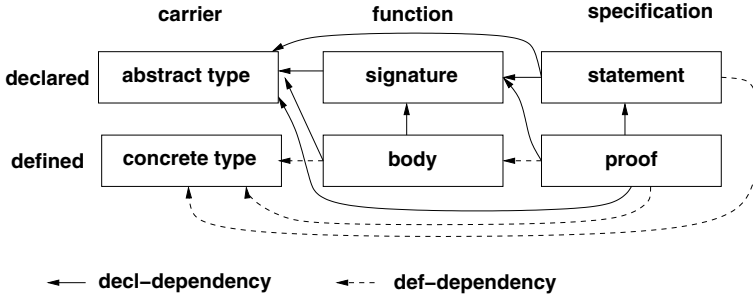 carrier function specification
declared abstract type signature statement
defined concrete type body proof
decl–dependency def–dependency